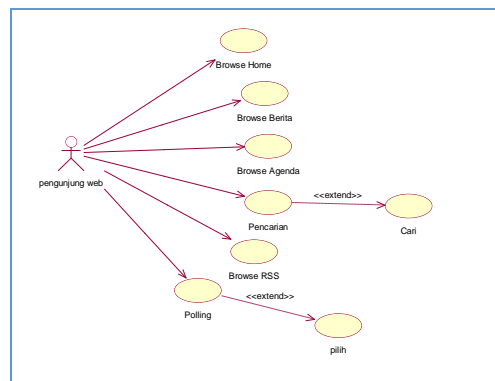 Browse Home
Browse Berita
Browse Agenda
pengunjung web
<<extend>>
Pencarian
Cari
Browse RSS
<<extend>>
Polling
pilih